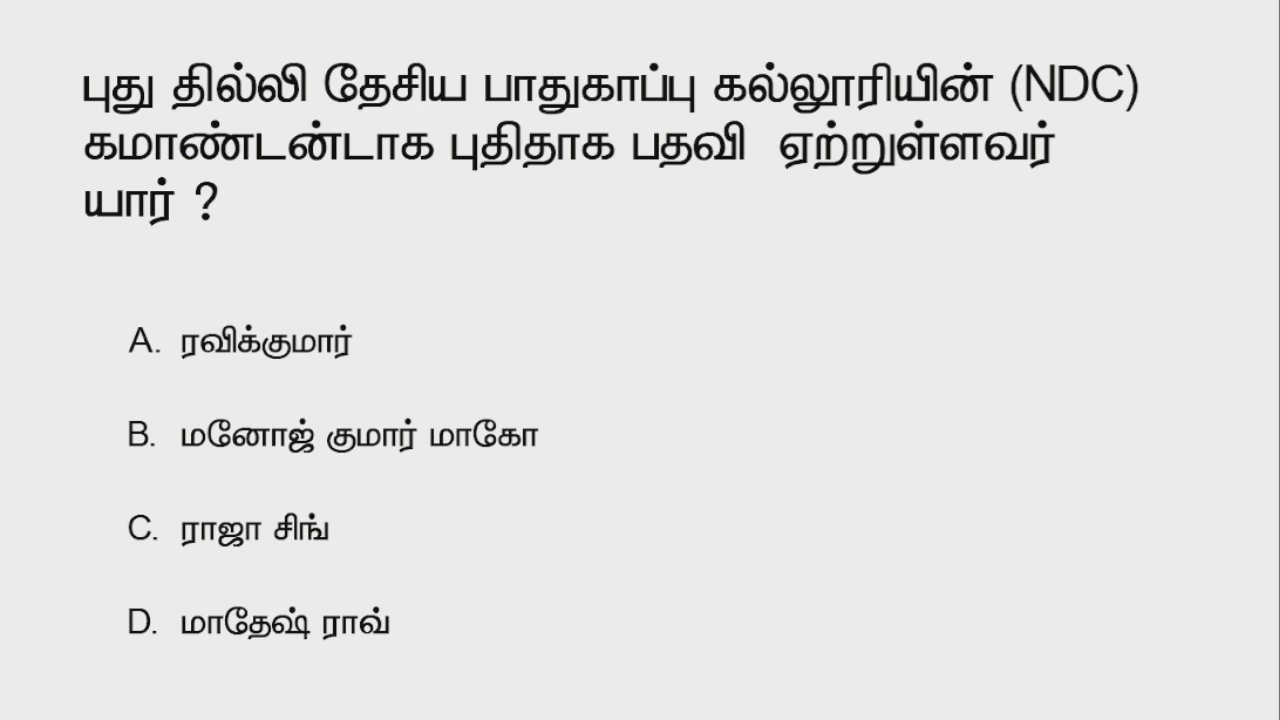 புது தில்லி தேசிய பாதுகாப்பு கல்லூரியின் (NDC)
கமாண்டன்டாக புதிதாக பதவி ஏற்றுள்ளவர்
யார் ?
A. ரவிக்குமார்
B. மனோஜ் குமார் மாகோ
C. ராஜா சிங்
D. மாதேஷ் ராவ்